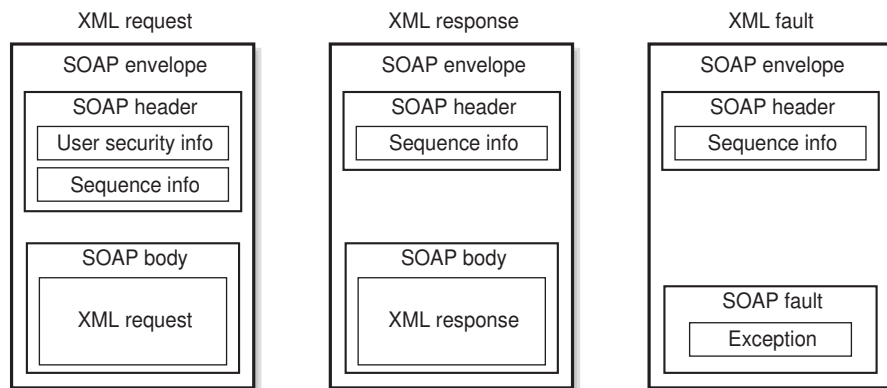 XML request
SOAP envelope
SOAP header
User security info
Sequence info
SOAP body
XML request
XML response
SOAP envelope
SOAP header
Sequence info
SOAP body
XML response
XML fault
SOAP envelope
SOAP header
Sequence info
SOAP fault
Exception